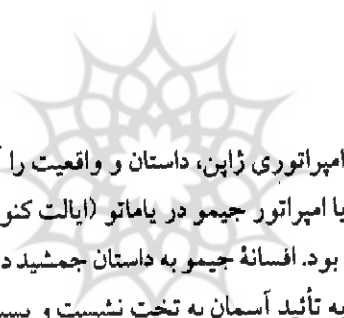 امپراتوری ژاپن، داستان و واقعیت را
یا امپراتور جیمو در یاماتو (ایالت
بود. افسانهٔ جیمو به داستان جمشید
به تأئید آسمان به تخت نشست و